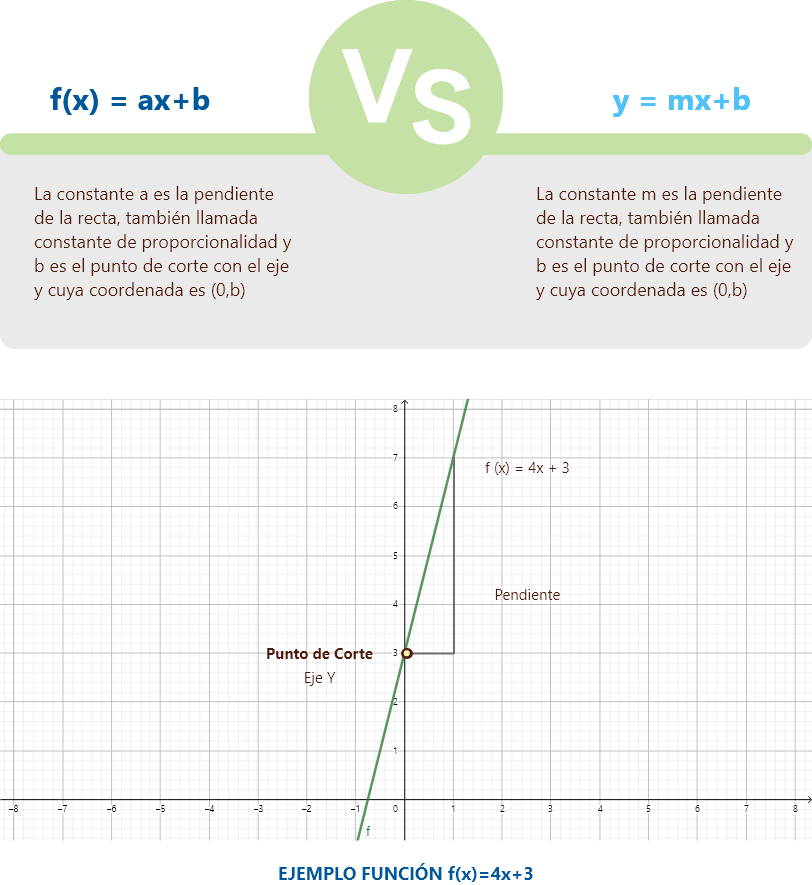 Vs
f(x) = ax+b
y = mx+b
La constante a es la pendiente
de la recta, también llamada
constante de proporcionalidad y
b es el punto de corte con el eje
y cuya coordenada es (0,b)
La constante m es la pendiente
de la recta, también llamada
constante de proporcionalidad y
b es el punto de corte con el eje
y cuya coordenada es (0,b)
8
7
f (x) = 4x + 3
6
5
4
Pendiente
Punto de Corte
3
Eje Y
2
1
−8 −7 −6 −5 −4 −3 −2 −1 0 1 2 3 4 5 6 7 8
f
EJEMPLO FUNCIÓN f(x)=4x+3